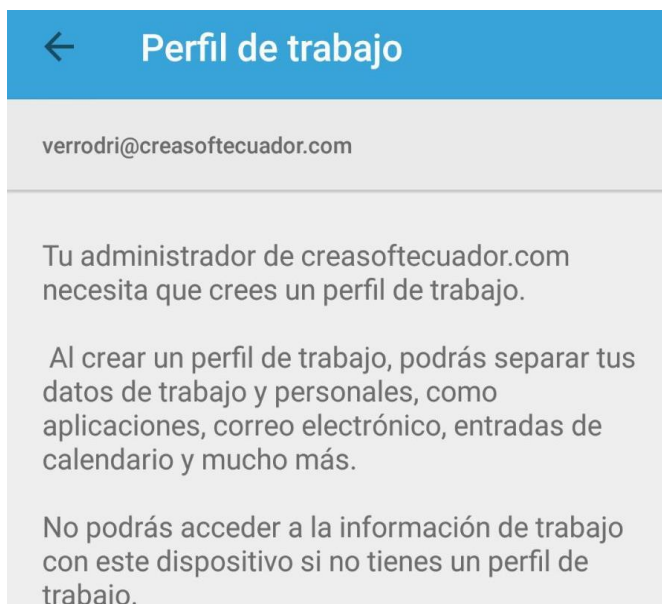 Perfil de trabajo
verrodri@creasoftecuador.com
Tu administrador de creasoftecuador.com
necesita que crees un perfil de trabajo.
Al crear un perfil de trabajo, podrás separar tus
datos de trabajo y personales, como
aplicaciones, correo electrónico, entradas de
calendario y mucho más.
No podrás acceder a la información de trabajo
con este dispositivo si no tienes un perfil de
trabajo.